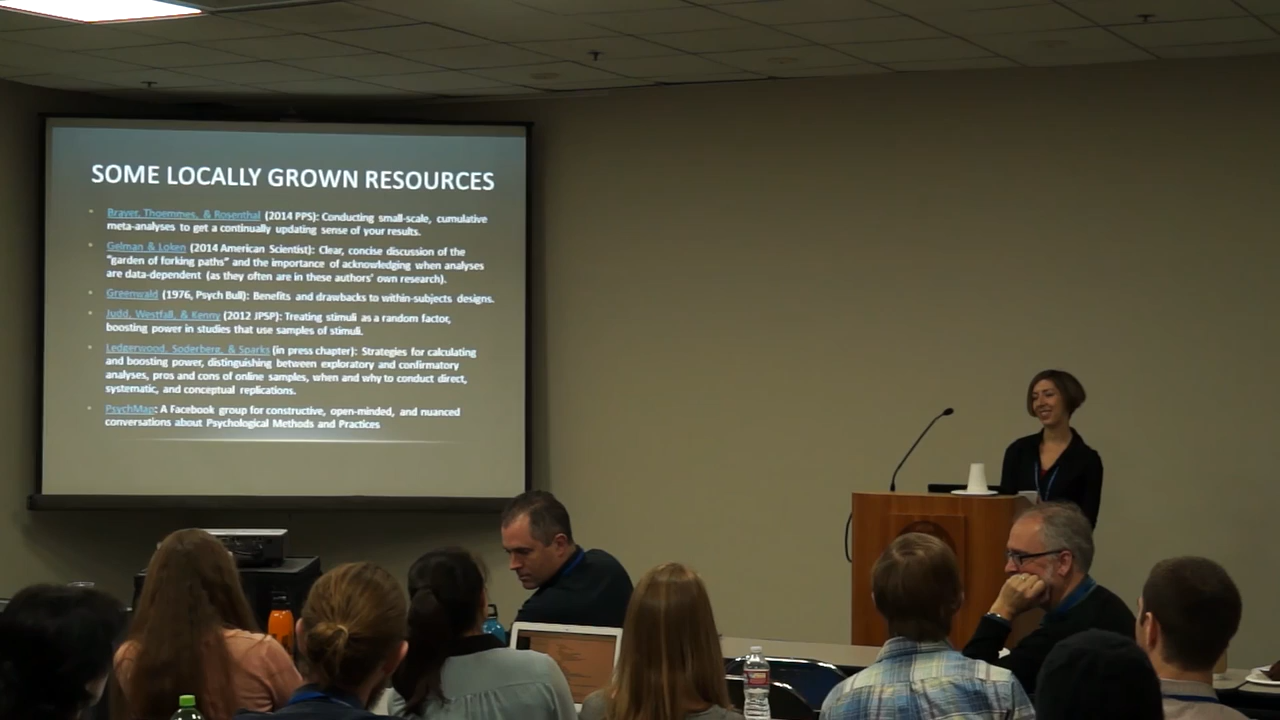 SOME LOCALLY GROWN RESOURCES
Braver, Thoemmes, & Rosenthal (2014 PPS): Conducting small-scale, cumulative
meta-analyses to get a continually updating sense of your results.
Gelman & Loken (2014 American Scientist): Clear, concise discussion of the
"garden of forking paths" and the importance of acknowledging when analyses
are data-dependent (as they often are in these authors' own research).
Greenwald (1976, Psych Bull): Benefits and drawbacks to within-subjects designs.
Judd, Westfall, & Kenny (2012 JPSP): Treating stimuli as a random factor,
boosting power in studies that use samples of stimuli.
Ledgerwood, Soderberg, & Sparks (in press chapter): Strategies for calculating
and boosting power, distinguishing between exploratory and confirmatory
analyses, pros and cons of online samples, when and why to conduct direct,
systematic, and conceptual replications.
PsychMap: A Facebook group for constructive, open-minded, and nuanced
conversations about Psychological Methods and Practices